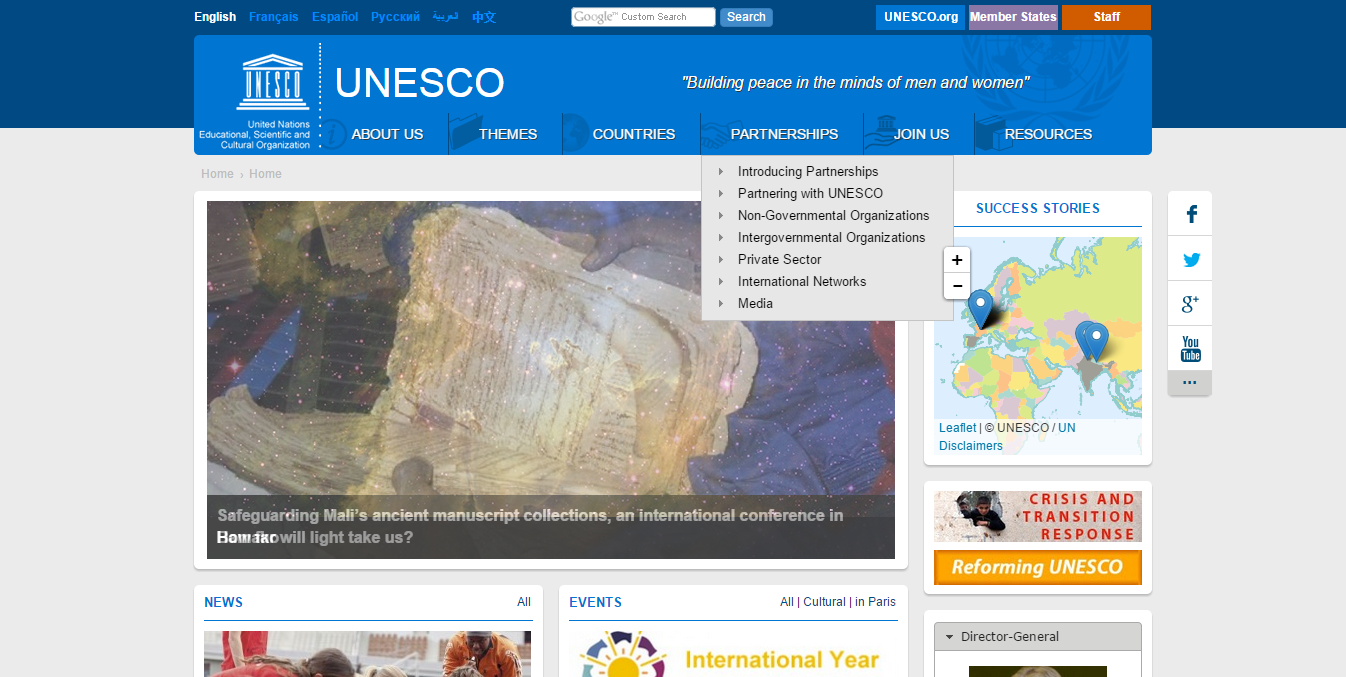 English Français Español Русский العربية 中文
Google™ Custom Search
Search
UNESCO.org
Member States
Staff
UNESCO
United Nations
Educational, Scientific and
Cultural Organization
UNESCO
"Building peace in the minds of men and women"
ABOUT US
THEMES
COUNTRIES
PARTNERSHIPS
JOIN US
RESOURCES
Home › Home
Introducing Partnerships
Partnering with UNESCO
Non-Governmental Organizations
Intergovernmental Organizations
Private Sector
International Networks
Media
SUCCESS STORIES
+
−
Leaflet | © UNESCO / UN
Disclaimers
You
Tube
...
Safeguarding Mali's ancient manuscript collections, an international conference in
Bamako
How far will light take us?
CRISIS AND
TRANSITION
RESPONSE
Reforming UNESCO
NEWS
All
EVENTS
All | Cultural | in Paris
International Year
Director-General